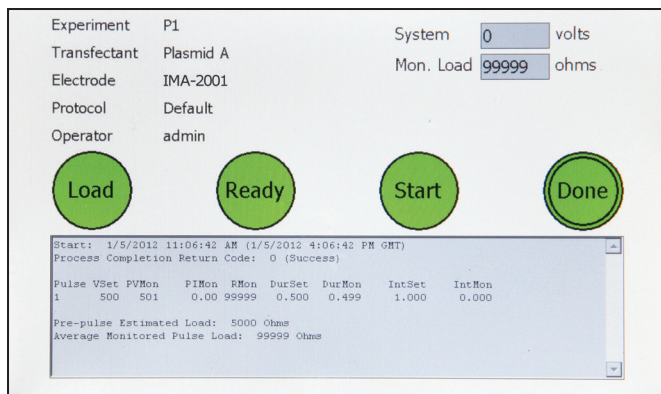 Experiment P1
Transfectant Plasmid A
Electrode IMA-2001
Protocol Default
Operator admin
System 0 volts
Mon. Load 99999 ohms
Load Ready Start Done
Start: 1/5/2012 11:06:42 AM (1/5/2012 4:06:42 PM GMT)
Process Completion Return Code: 0 (Success)
Pulse VSet PVMon PIMon RMon DurSet DurMon IntSet IntMon
1 500 501 0.00 99999 0.500 0.499 1.000 0.000
Pre-pulse Estimated Load: 5000 Ohms
Average Monitored Pulse Load: 99999 Ohms